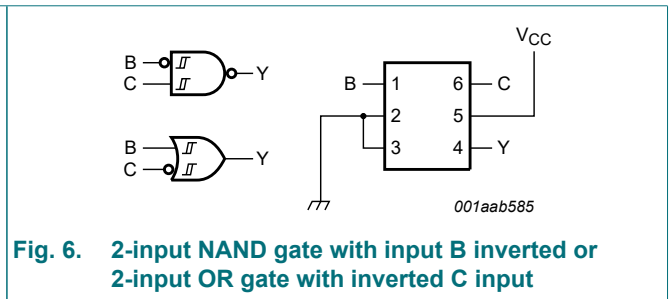 B
C
Y
B
C
Y
VCC
B
1
6
C
2
5
3
4
Y
001aab585
Fig. 6. 2-input NAND gate with input B inverted or
2-input OR gate with inverted C input